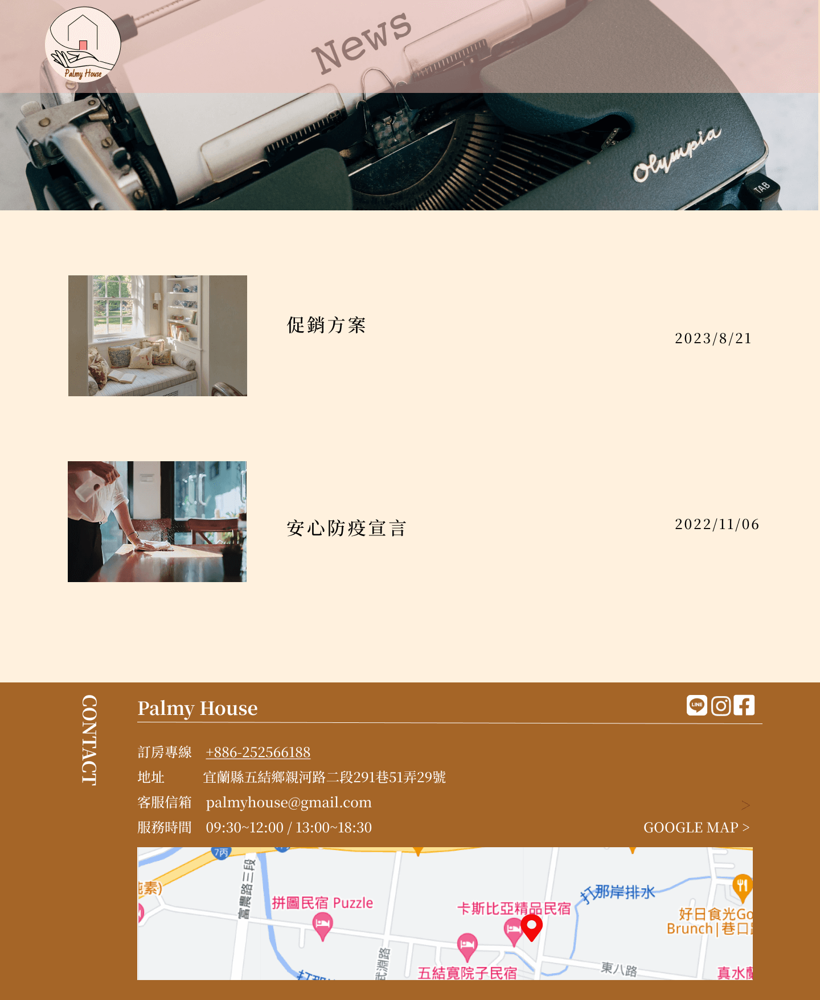 News
Palmy House
Olympia
TAB
促銷方案
2023/8/21
安心防疫宣言
2022/11/06
CONTACT
Palmy House
LINE
訂房專線 +886-252566188
地址 宜蘭縣五結鄉親河路二段291巷51弄29號
客服信箱 palmyhouse@gmail.com
>
服務時間 09:30~12:00 / 13:00~18:30
GOOGLE MAP >
7丙
純素)
富農路三段
拼圖民宿 Puzzle
卡斯比亞精品民宿
打那岸排水
好日食光Go
Brunch|巷口
武淵路
五結寬院子民宿
東八路
真水蘭
打那